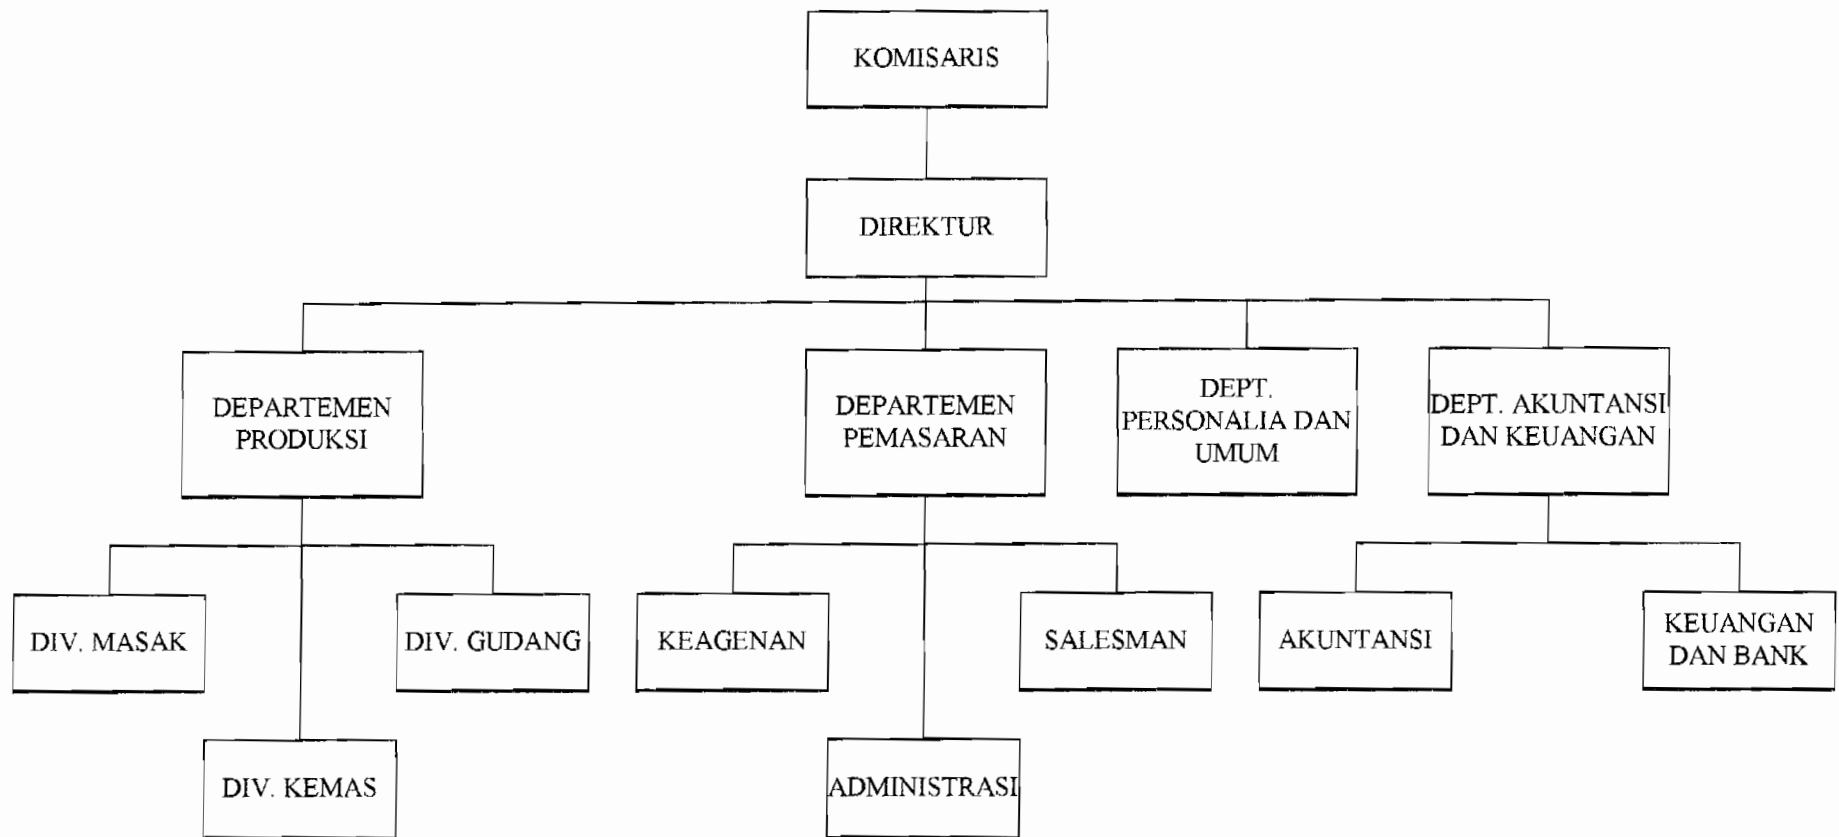 KOMISARIS
DIREKTUR
DEPARTEMEN
PRODUKSI
DEPARTEMEN
PEMASARAN
DEPT.
PERSONALIA DAN
UMUM
DEPT. AKUNTANSI
DAN KEUANGAN
DIV. MASAK
DIV. GUDANG
KEAGENAN
SALESMAN
AKUNTANSI
KEUANGAN
DAN BANK
DIV. KEMAS
ADMINISTRASI